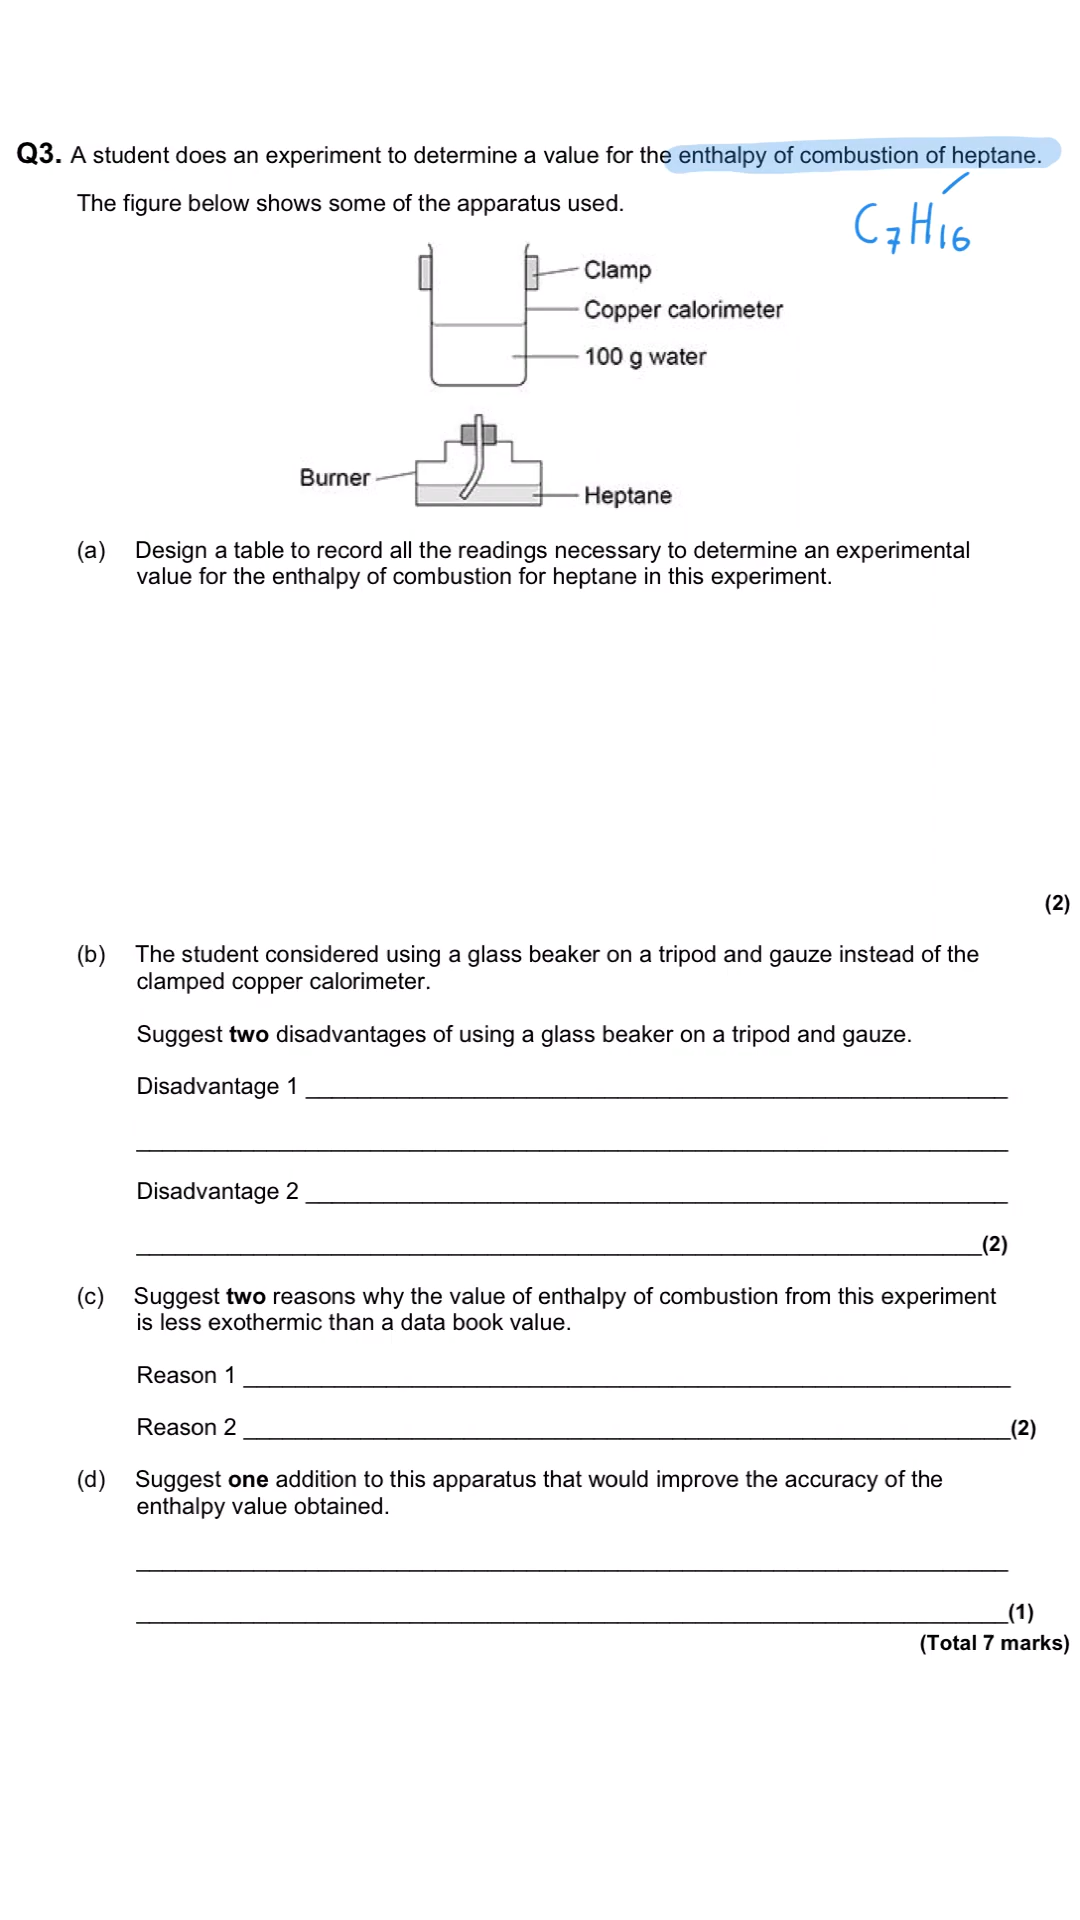 Q3. A student does an experiment to determine a value for the enthalpy of combustion of heptane.
The figure below shows some of the apparatus used.
C₇H₁₆
Clamp
Copper calorimeter
100 g water
Burner
Heptane
(a) Design a table to record all the readings necessary to determine an experimental
value for the enthalpy of combustion for heptane in this experiment.
(2)
(b) The student considered using a glass beaker on a tripod and gauze instead of the
clamped copper calorimeter.
Suggest two disadvantages of using a glass beaker on a tripod and gauze.
Disadvantage 1
Disadvantage 2
(2)
(c) Suggest two reasons why the value of enthalpy of combustion from this experiment
is less exothermic than a data book value.
Reason 1
Reason 2 (2)
(d) Suggest one addition to this apparatus that would improve the accuracy of the
enthalpy value obtained.
(1)
(Total 7 marks)